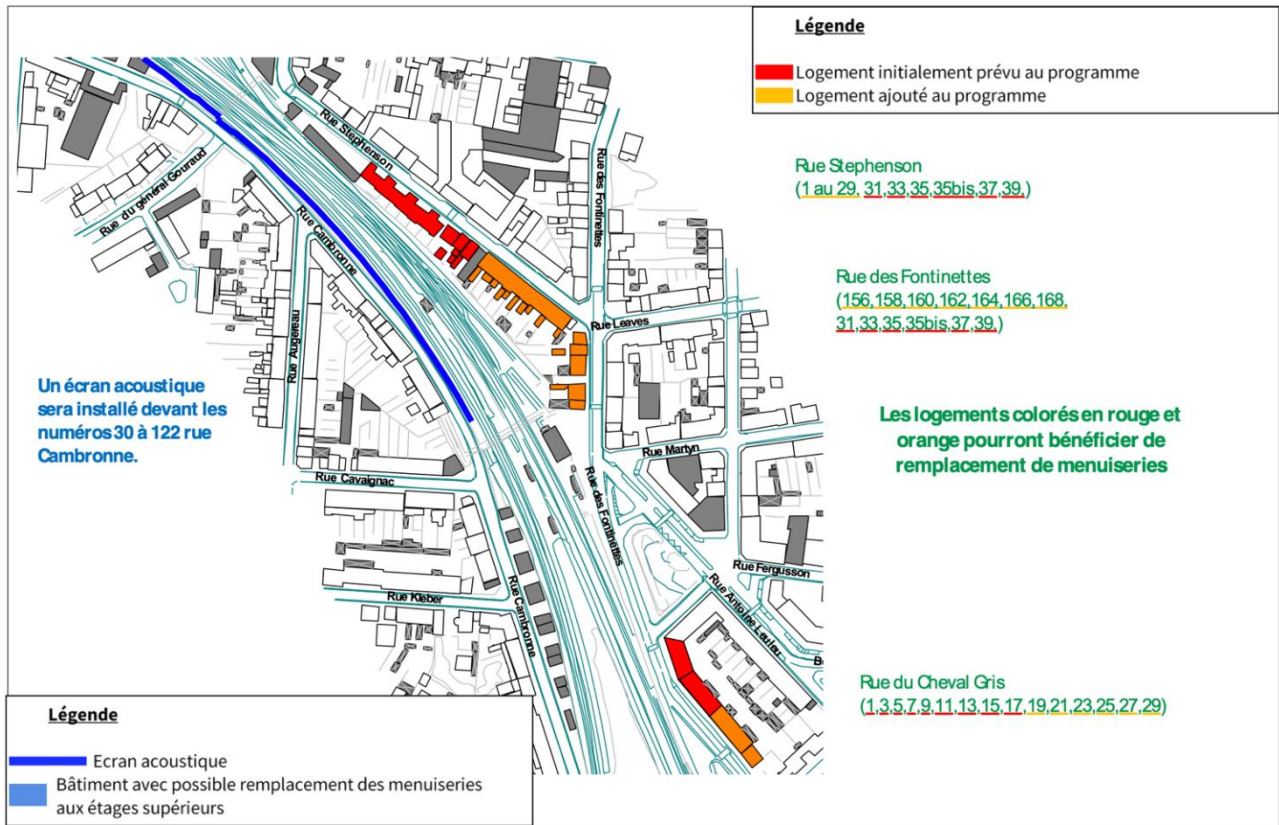 Légende
Logement initialement prévu au programme
Logement ajouté au programme
Rue Stephenson
(1 au 29, 31,33,35,35bis,37,39,)
Rue des Fontinettes
(156,158,160,162,164,166,168,
31,33,35,35bis,37,39,)
Les logements colorés en rouge et
orange pourront bénéficier de
remplacement de menuiseries
Rue du Cheval Gris
(1,3,5,7,9,11,13,15,17,19,21,23,25,27,29)
Un écran acoustique
sera installé devant les
numéros 30 à 122 rue
Cambronne.
Rue Stephenson
Rue des Fontinettes
Rue du général Gouraud
Rue Cambronne
Rue Augereau
Rue Leaves
Rue Martyn
Rue Cavaignac
Rue des Fontinettes
Rue Fergusson
Rue Kleber
Rue Cambronne
Rue Antoine Leuleu
Légende
Ecran acoustique
Bâtiment avec possible remplacement des menuiseries
aux étages supérieurs